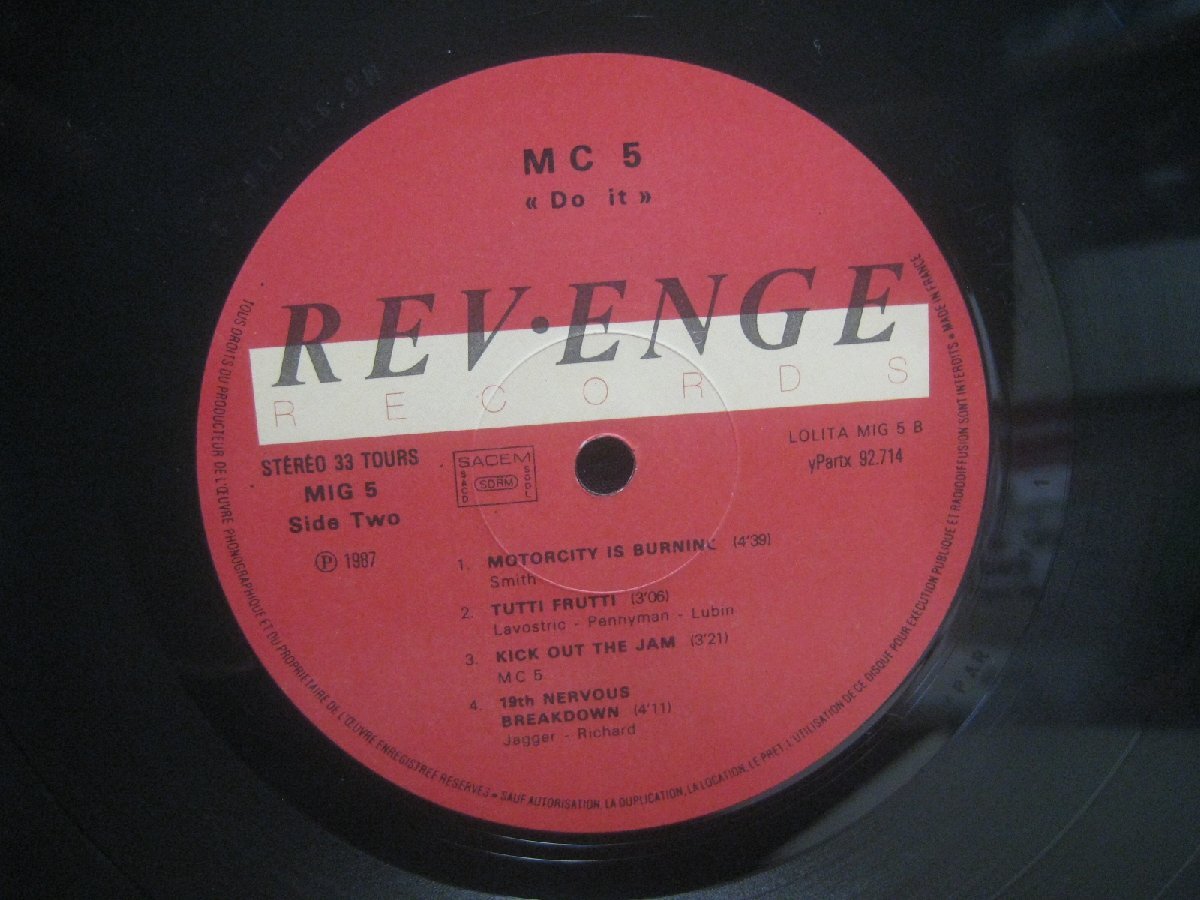 MC 5
« Do it »
REV·ENGE
RECORDS
STÉRÉO 33 TOURS
MIG 5
Side Two
℗ 1987
SACEM
SACD
SDRM
SGDL
LOLITA MIG 5 B
yPartx 92.714
1. MOTORCITY IS BURNING (4'39)
Smith
2. TUTTI FRUTTI (3'06)
Lavostric - Pennyman - Lubin
3. KICK OUT THE JAM (3'21)
MC 5
4. 19th NERVOUS
BREAKDOWN (4'11)
Jagger - Richard
TOUS DROITS DU PRODUCTEUR DE L'ŒUVRE PHONOGRAPHIQUE ET DU PROPRIETAIRE DE L'ŒUVRE ENREGISTREE RESERVES • SAUF AUTORISATION, LA DUPLICATION, LA LOCATION, LE PRET, L'UTILISATION DE CE DISQUE POUR EXECUTION PUBLIQUE ET RADIODIFFUSION SONT INTERDITS • MADE IN FRANCE